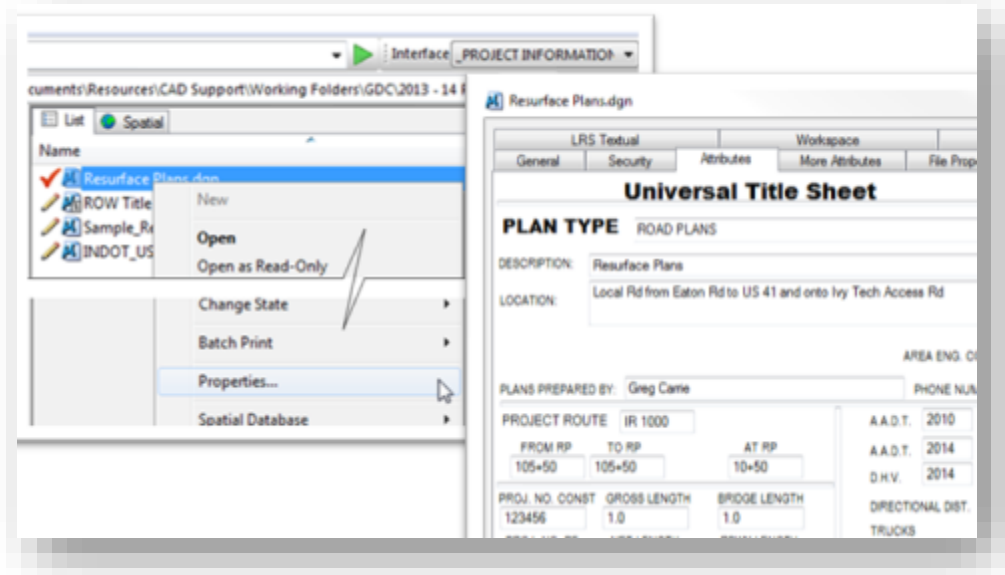 Interface _PROJECT INFORMATION
cuments\Resources\CAD Support\Working Folders\GDC\2013 - 14
List Spatial
Name
Resurface Plans.dgn
ROW Title
Sample_Re
INDOT_US
New
Open
Open as Read-Only
Change State
Batch Print
Properties...
Spatial Database
Resurface Plans.dgn
LRS Textual Workspace
General Security Attributes More Attributes File Prop
Universal Title Sheet
PLAN TYPE ROAD PLANS
DESCRIPTION: Resurface Plans
LOCATION: Local Rd from Eaton Rd to US 41 and onto Ivy Tech Access Rd
AREA ENG. CO
PLANS PREPARED BY: Greg Carrie PHONE NUM
PROJECT ROUTE IR 1000 A.A.D.T. 2010
FROM RP TO RP AT RP A.A.D.T. 2014
105+50 105+50 10+50 D.H.V. 2014
PROJ. NO. CONST GROSS LENGTH BRIDGE LENGTH DIRECTIONAL DIST.
123456 1.0 1.0 TRUCKS